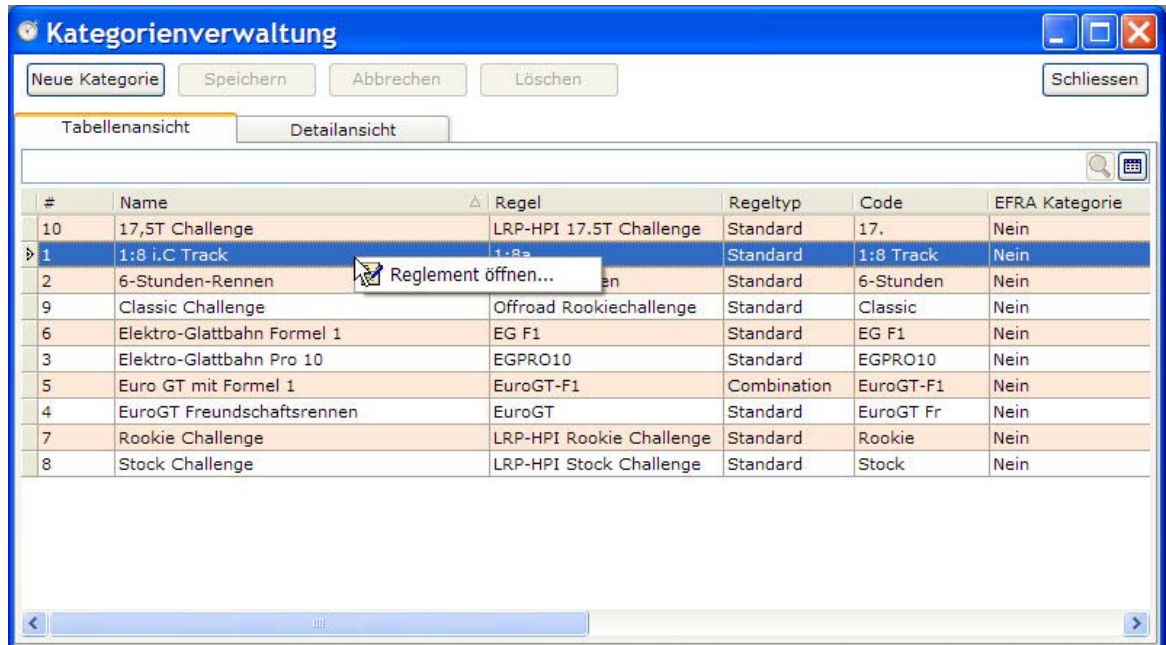 Kategorienverwaltung
Neue Kategorie Speichern Abbrechen Löschen Schliessen
Tabellenansicht Detailansicht
# Name Regel Regeltyp Code EFRA Kategorie
10 17,5T Challenge LRP-HPI 17.5T Challenge Standard 17. Nein
1 1:8 i.C Track 1:8a Standard 1:8 Track Nein
Reglement öffnen...
2 6-Stunden-Rennen en Standard 6-Stunden Nein
9 Classic Challenge Offroad Rookiechallenge Standard Classic Nein
6 Elektro-Glattbahn Formel 1 EG F1 Standard EG F1 Nein
3 Elektro-Glattbahn Pro 10 EGPRO10 Standard EGPRO10 Nein
5 Euro GT mit Formel 1 EuroGT-F1 Combination EuroGT-F1 Nein
4 EuroGT Freundschaftsrennen EuroGT Standard EuroGT Fr Nein
7 Rookie Challenge LRP-HPI Rookie Challenge Standard Rookie Nein
8 Stock Challenge LRP-HPI Stock Challenge Standard Stock Nein